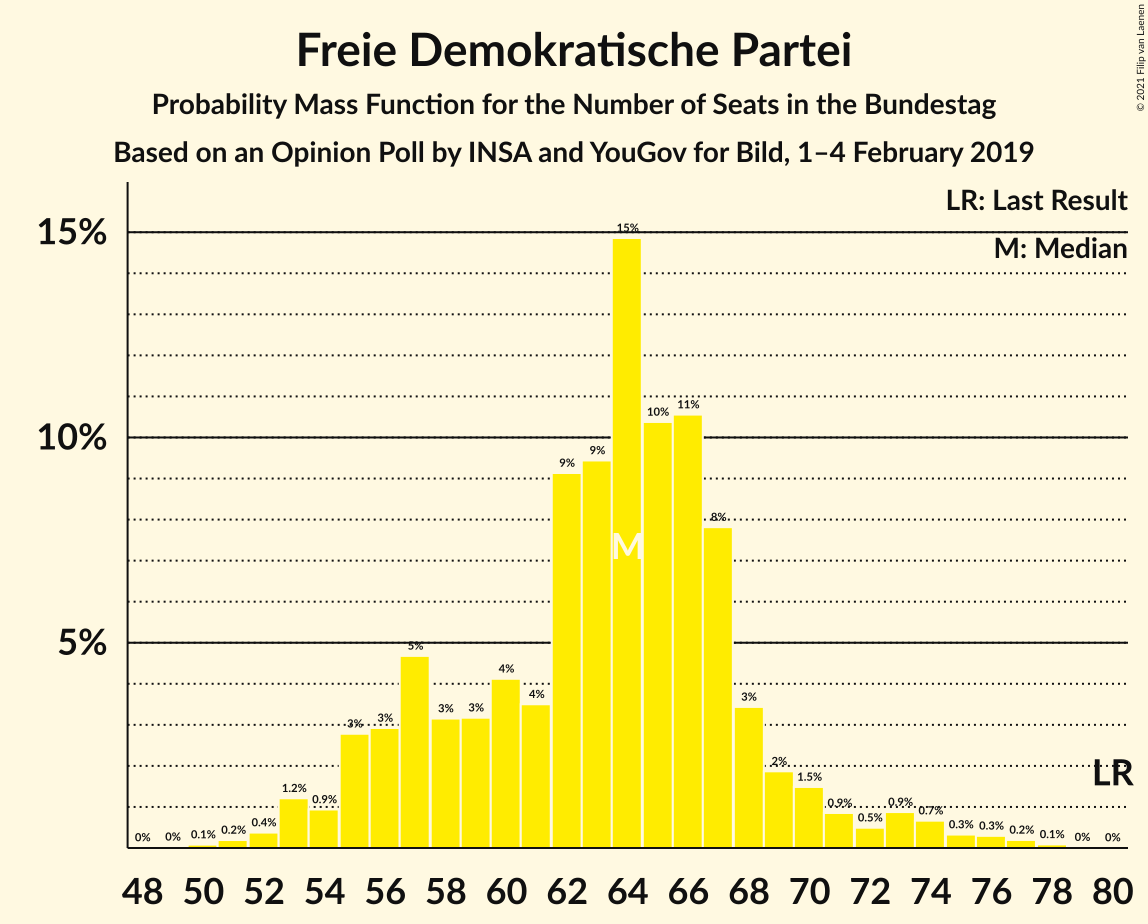 Freie Demokratische Partei
Probability Mass Function for the Number of Seats in the Bundestag
Based on an Opinion Poll by INSA and YouGov for Bild, 1–4 February 2019
© 2021 Filip van Laenen
LR: Last Result
M: Median
15%
10%
5%
0% 0% 0.1% 0.2% 0.4% 1.2% 0.9% 3% 3% 5% 3% 3% 4% 4% 9% 9% 15% 10% 11% 8% 3% 2% 1.5% 0.9% 0.5% 0.9% 0.7% 0.3% 0.3% 0.2% 0.1% 0% 0%
M
LR
48 50 52 54 56 58 60 62 64 66 68 70 72 74 76 78 80